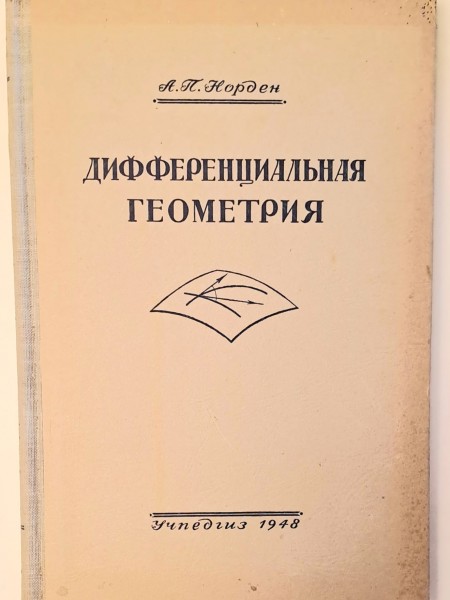 А.П.Норден
ДИФФЕРЕНЦИАЛЬНАЯ
ГЕОМЕТРИЯ
Учпедгиз 1948